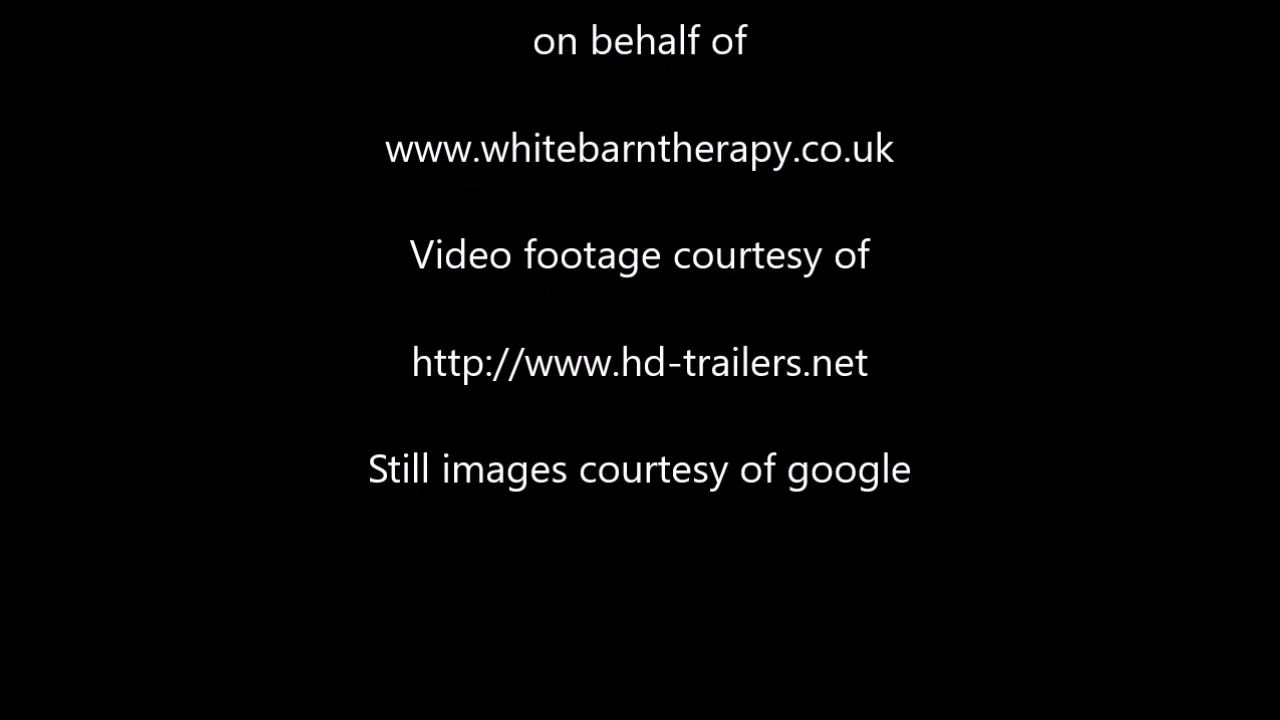 on behalf of
www.whitebarntherapy.co.uk
Video footage courtesy of
http://www.hd-trailers.net
Still images courtesy of google